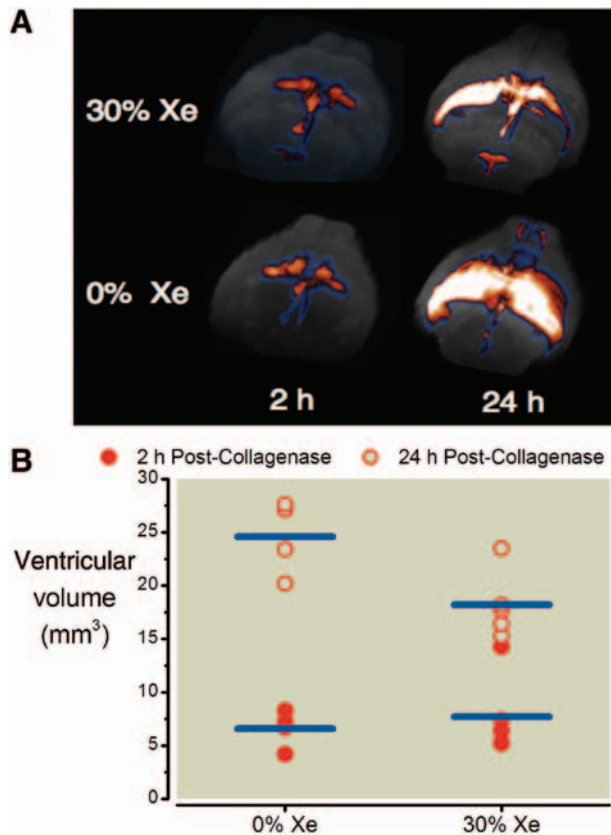 A
30% Xe
0% Xe
2 h
24 h
B
2 h Post-Collagenase
24 h Post-Collagenase
30
25
20
15
10
5
0
Ventricular
volume
(mm³)
0% Xe
30% Xe